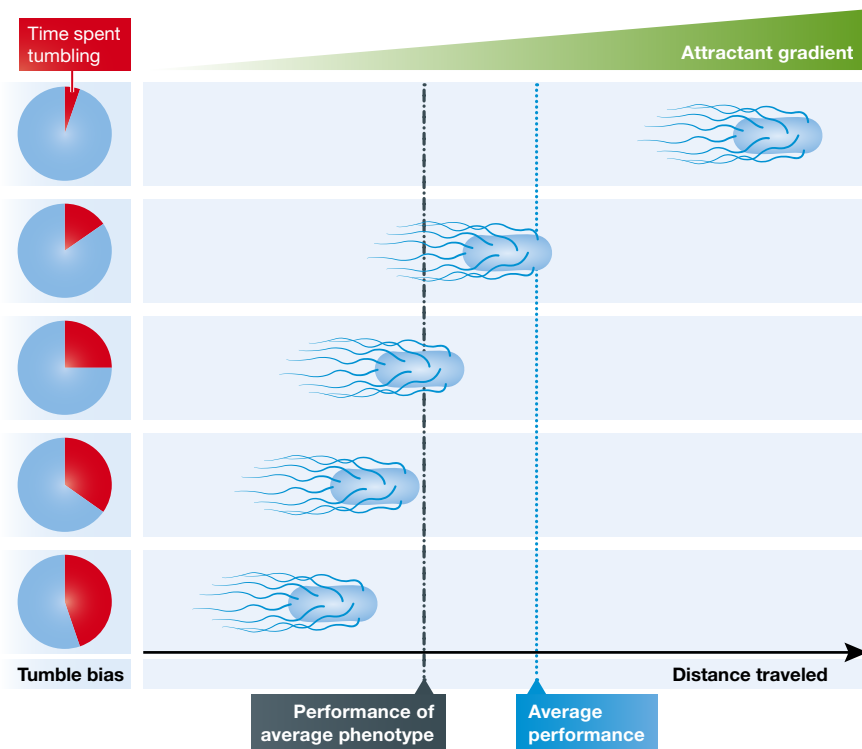 Time spent
tumbling
Attractant gradient
Tumble bias
Distance traveled
Performance of
average phenotype
Average
performance